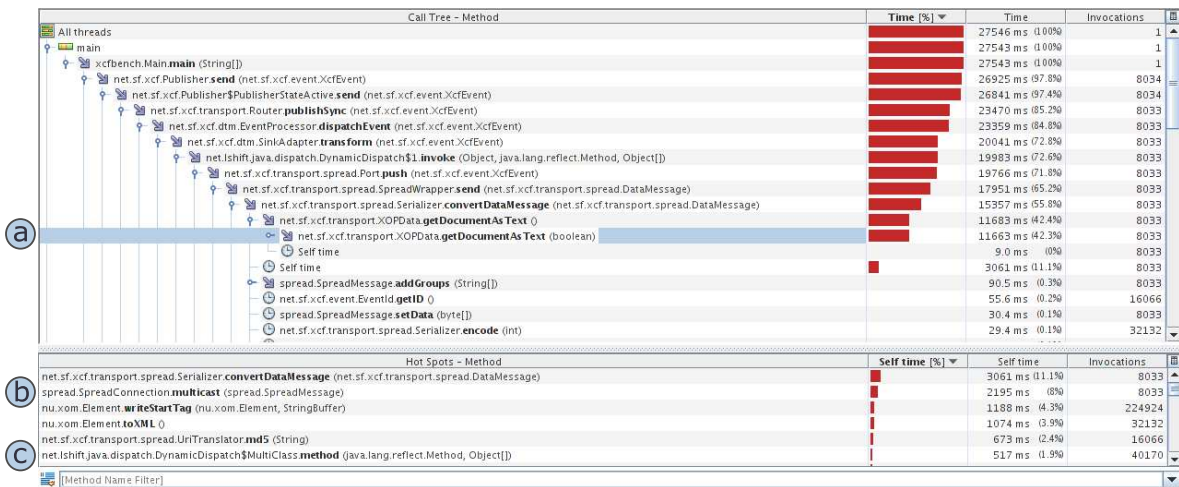 Call Tree - Method Time [%] Time Invocations
All threads 27546 ms (100%) 1
main 27543 ms (100%) 1
xcfbench.Main.main (String[]) 27543 ms (100%) 1
net.sf.xcf.Publisher.send (net.sf.xcf.event.XcfEvent) 26925 ms (97.8%) 8034
net.sf.xcf.Publisher$PublisherStateActive.send (net.sf.xcf.event.XcfEvent) 26841 ms (97.4%) 8034
net.sf.xcf.transport.Router.publishSync (net.sf.xcf.event.XcfEvent) 23470 ms (85.2%) 8033
net.sf.xcf.dtm.EventProcessor.dispatchEvent (net.sf.xcf.event.XcfEvent) 23359 ms (84.8%) 8033
net.sf.xcf.dtm.SinkAdapter.transform (net.sf.xcf.event.XcfEvent) 20041 ms (72.8%) 8033
net.lshift.java.dispatch.DynamicDispatch$1.invoke (Object, java.lang.reflect.Method, Object[]) 19983 ms (72.6%) 8033
net.sf.xcf.transport.spread.Port.push (net.sf.xcf.event.XcfEvent) 19766 ms (71.8%) 8033
net.sf.xcf.transport.spread.SpreadWrapper.send (net.sf.xcf.transport.spread.DataMessage) 17951 ms (65.2%) 8033
net.sf.xcf.transport.spread.Serializer.convertDataMessage (net.sf.xcf.transport.spread.DataMessage) 15357 ms (55.8%) 8033
net.sf.xcf.transport.XOPData.getDocumentAsText () 11683 ms (42.4%) 8033
a net.sf.xcf.transport.XOPData.getDocumentAsText (boolean) 11663 ms (42.3%) 8033
Self time 9.0 ms (0%) 8033
Self time 3061 ms (11.1%) 8033
spread.SpreadMessage.addGroups (String[]) 90.5 ms (0.3%) 8033
net.sf.xcf.event.EventId.getID () 55.6 ms (0.2%) 16066
spread.SpreadMessage.setData (byte[]) 30.4 ms (0.1%) 8033
net.sf.xcf.transport.spread.Serializer.encode (int) 29.4 ms (0.1%) 32132
Hot Spots - Method Self time [%] Self time Invocations
net.sf.xcf.transport.spread.Serializer.convertDataMessage (net.sf.xcf.transport.spread.DataMessage) 3061 ms (11.1%) 8033
b spread.SpreadConnection.multicast (spread.SpreadMessage) 2195 ms (8%) 8033
nu.xom.Element.writeStartTag (nu.xom.Element, StringBuffer) 1188 ms (4.3%) 224924
nu.xom.Element.toXML () 1074 ms (3.9%) 32132
net.sf.xcf.transport.spread.UriTranslator.md5 (String) 673 ms (2.4%) 16066
c net.lshift.java.dispatch.DynamicDispatch$MultiClass.method (java.lang.reflect.Method, Object[]) 517 ms (1.9%) 40170
[Method Name Filter]